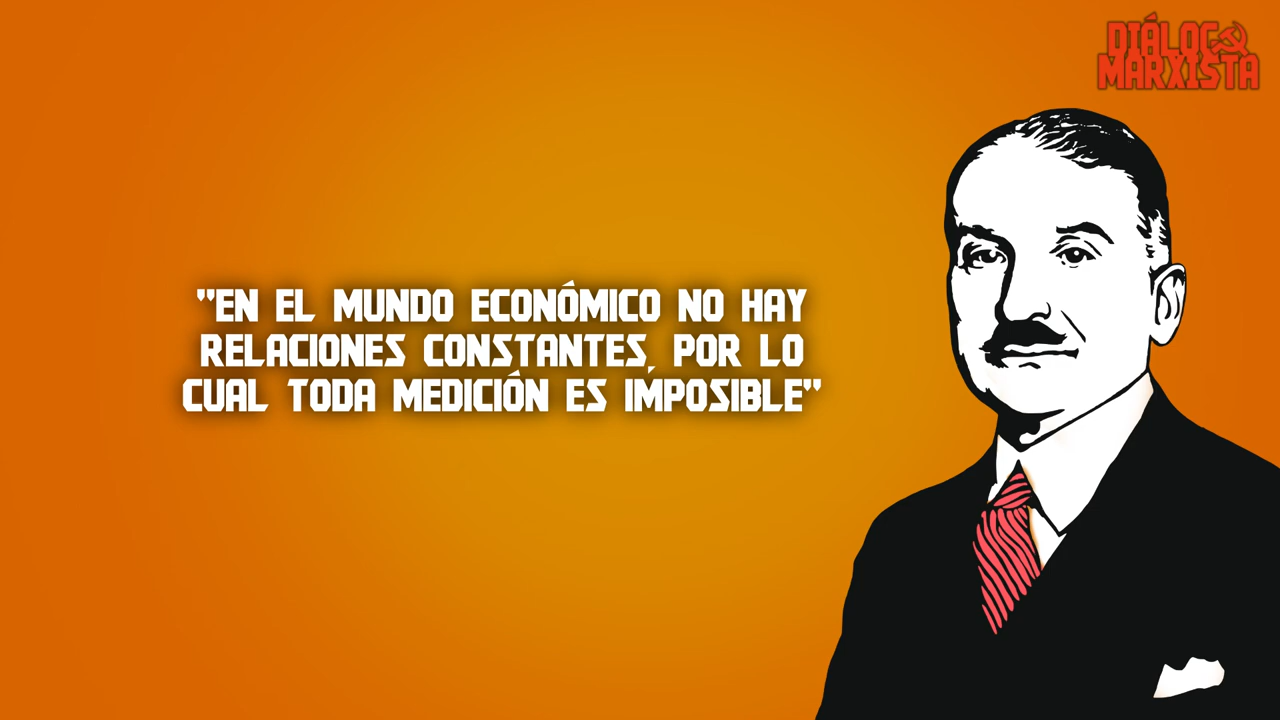 DIÁLOGO
MARXISTA
"EN EL MUNDO ECONÓMICO NO HAY
RELACIONES CONSTANTES, POR LO
CUAL TODA MEDICIÓN ES IMPOSIBLE"